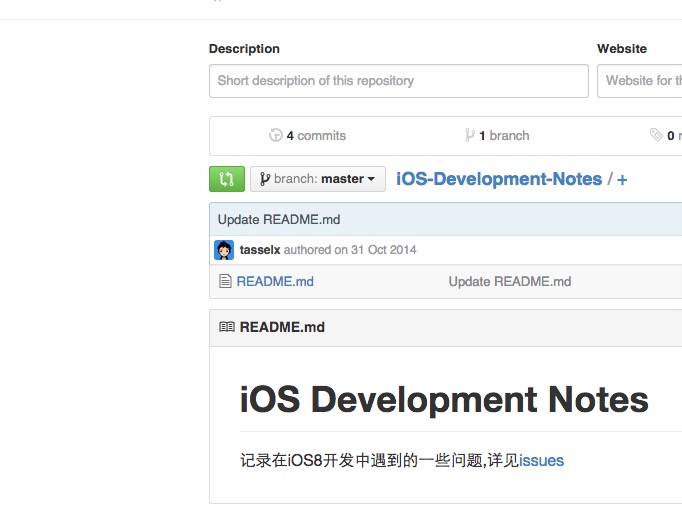 Description Website
Short description of this repository Website for th
4 commits 1 branch 0 r
branch: master iOS-Development-Notes / +
Update README.md
tasselx authored on 31 Oct 2014
README.md Update README.md
README.md
iOS Development Notes
记录在iOS8开发中遇到的一些问题,详见issues